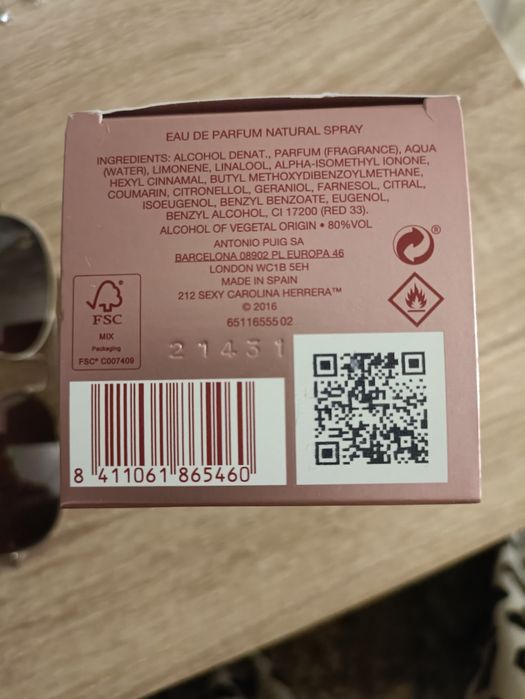 EAU DE PARFUM NATURAL SPRAY
INGREDIENTS: ALCOHOL DENAT., PARFUM (FRAGRANCE), AQUA
(WATER), LIMONENE, LINALOOL, ALPHA-ISOMETHYL IONONE,
HEXYL CINNAMAL, BUTYL METHOXYDIBENZOYLMETHANE,
COUMARIN, CITRONELLOL, GERANIOL, FARNESOL, CITRAL,
ISOEUGENOL, BENZYL BENZOATE, EUGENOL,
BENZYL ALCOHOL, CI 17200 (RED 33).
ALCOHOL OF VEGETAL ORIGIN • 80%VOL
ANTONIO PUIG SA
BARCELONA 08902 PL EUROPA 46
LONDON WC1B 5EH
MADE IN SPAIN
212 SEXY CAROLINA HERRERA™
© 2016
65116555 02
®
FSC
MIX
Packaging
FSC® C007409
21431
8 411061 865460